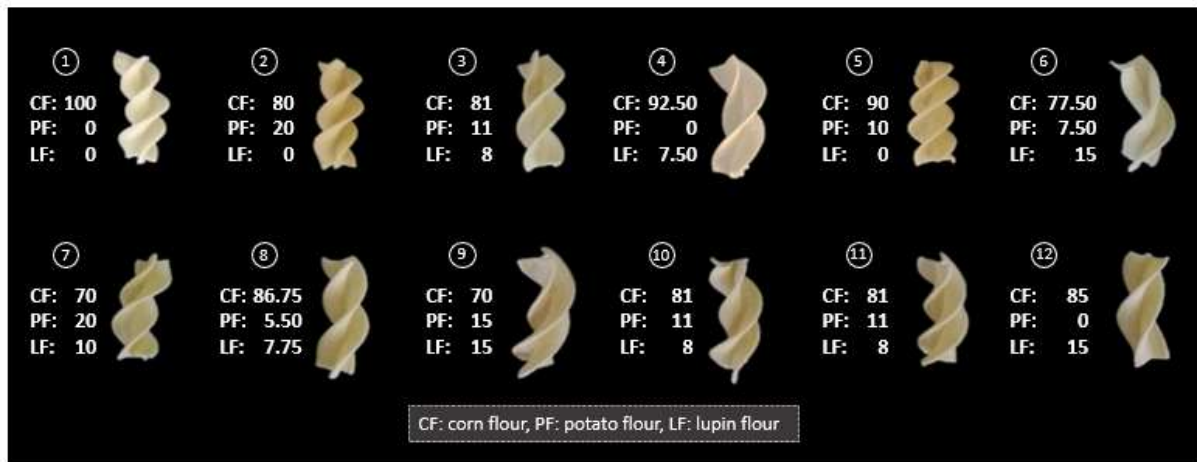 1 2 3 4 5 6
CF: 100 CF: 80 CF: 81 CF: 92.50 CF: 90 CF: 77.50
PF: 0 PF: 20 PF: 11 PF: 0 PF: 10 PF: 7.50
LF: 0 LF: 0 LF: 8 LF: 7.50 LF: 0 LF: 15
7 8 9 10 11 12
CF: 70 CF: 86.75 CF: 70 CF: 81 CF: 81 CF: 85
PF: 20 PF: 5.50 PF: 15 PF: 11 PF: 11 PF: 0
LF: 10 LF: 7.75 LF: 15 LF: 8 LF: 8 LF: 15
CF: corn flour, PF: potato flour, LF: lupin flour